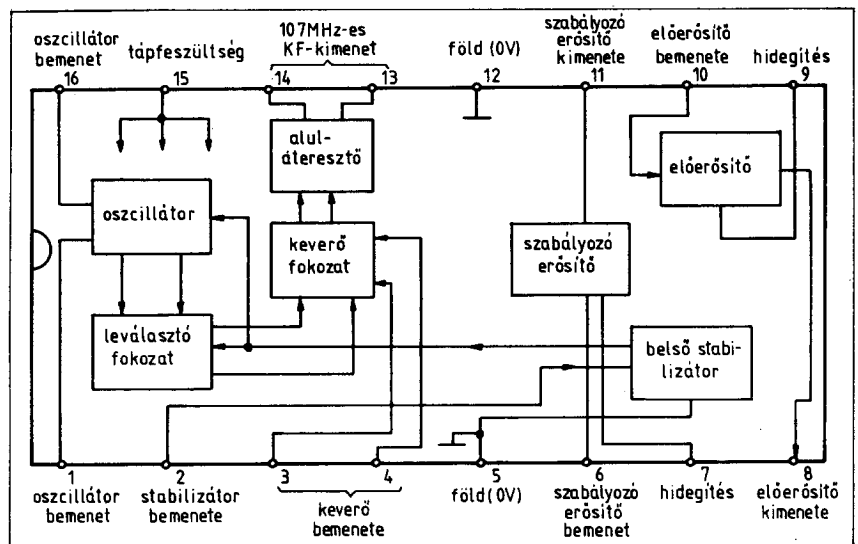 oszcillátor
bemenet
16
tápfeszültség
15
107MHz-es
KF-kimenet
14
13
föld (0V)
12
szabályozó
erősítő
kimenete
11
előerősítő
bemenete
10
hidegítés
9
alul-
áteresztő
előerősítő
oszcillátor
keverő
fokozat
szabályozó
erősítő
leválasztó
fokozat
belső stabi-
lizátor
1
oszcillátor
bemenet
2
stabilizátor
bemenete
3
4
keverő
bemenete
5
föld(0V)
6
szabályozó
erősítő
bemenet
7
hidegítés
8
előerősítő
kimenete